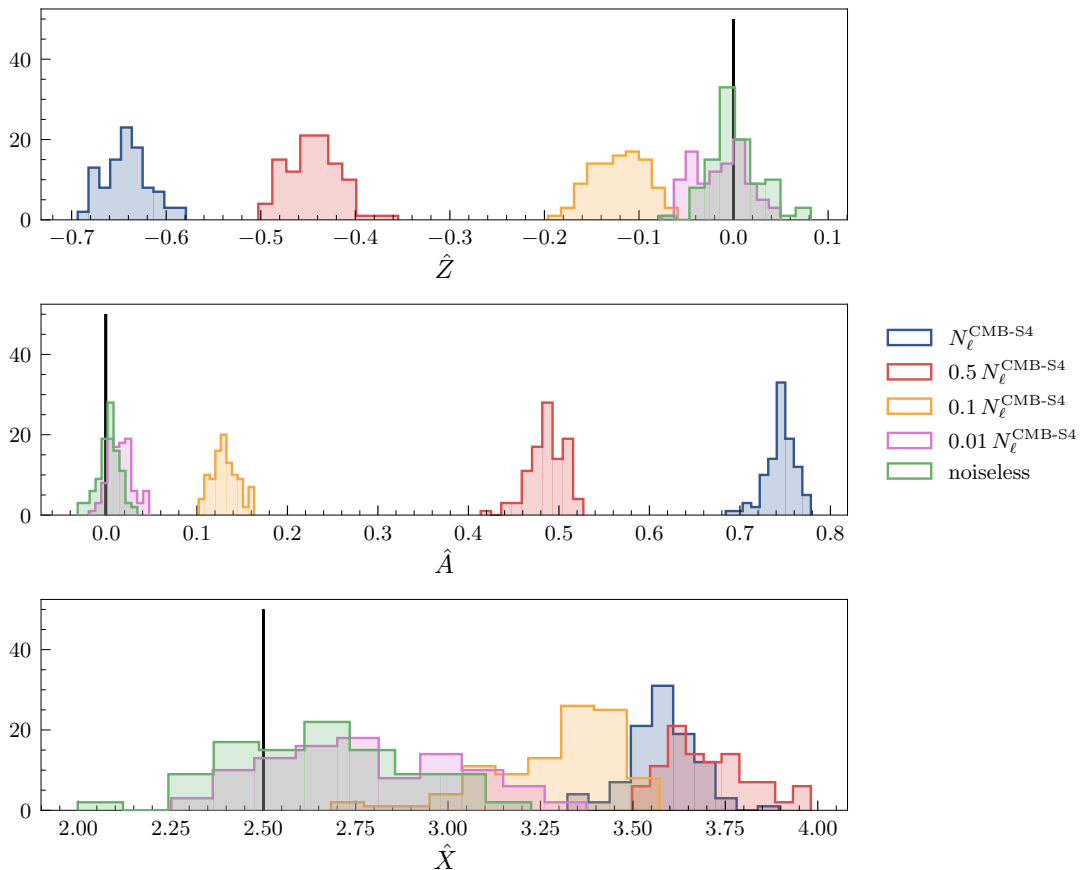 40
20
0
−0.7 −0.6 −0.5 −0.4 −0.3 −0.2 −0.1 0.0 0.1
Ẑ
40
20
0
0.0 0.1 0.2 0.3 0.4 0.5 0.6 0.7 0.8
Â
N_ℓ^CMB-S4
0.5 N_ℓ^CMB-S4
0.1 N_ℓ^CMB-S4
0.01 N_ℓ^CMB-S4
noiseless
40
20
0
2.00 2.25 2.50 2.75 3.00 3.25 3.50 3.75 4.00
X̂